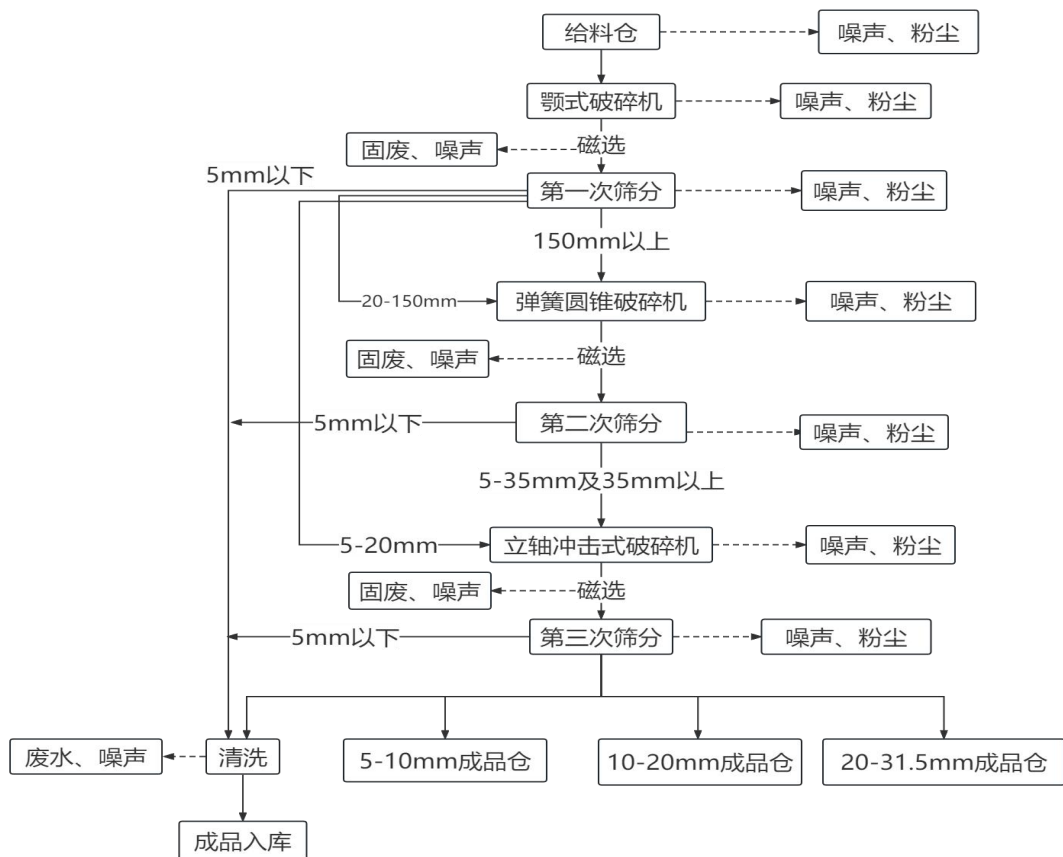 给料仓
噪声、粉尘
颚式破碎机
噪声、粉尘
固废、噪声
磁选
5mm以下
第一次筛分
噪声、粉尘
150mm以上
20-150mm
弹簧圆锥破碎机
噪声、粉尘
固废、噪声
磁选
5mm以下
第二次筛分
噪声、粉尘
5-35mm及35mm以上
5-20mm
立轴冲击式破碎机
噪声、粉尘
固废、噪声
磁选
5mm以下
第三次筛分
噪声、粉尘
废水、噪声
清洗
5-10mm成品仓
10-20mm成品仓
20-31.5mm成品仓
成品入库